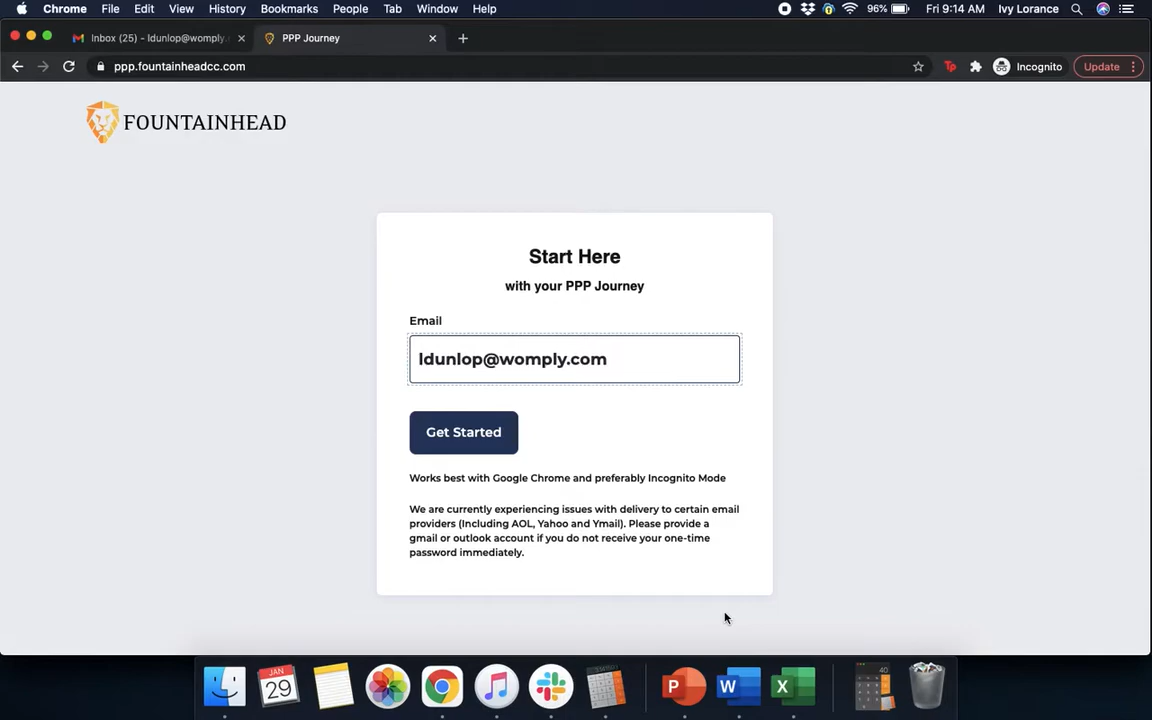 Chrome File Edit View History Bookmarks People Tab Window Help 96% Fri 9:14 AM Ivy Lorance
Inbox (25) - ldunlop@womply. PPP Journey
ppp.fountainheadcc.com Incognito Update
FOUNTAINHEAD
Start Here
with your PPP Journey
Email
ldunlop@womply.com
Get Started
Works best with Google Chrome and preferably Incognito Mode
We are currently experiencing issues with delivery to certain email
providers (Including AOL, Yahoo and Ymail). Please provide a
gmail or outlook account if you do not receive your one-time
password immediately.
JAN
29
P W X